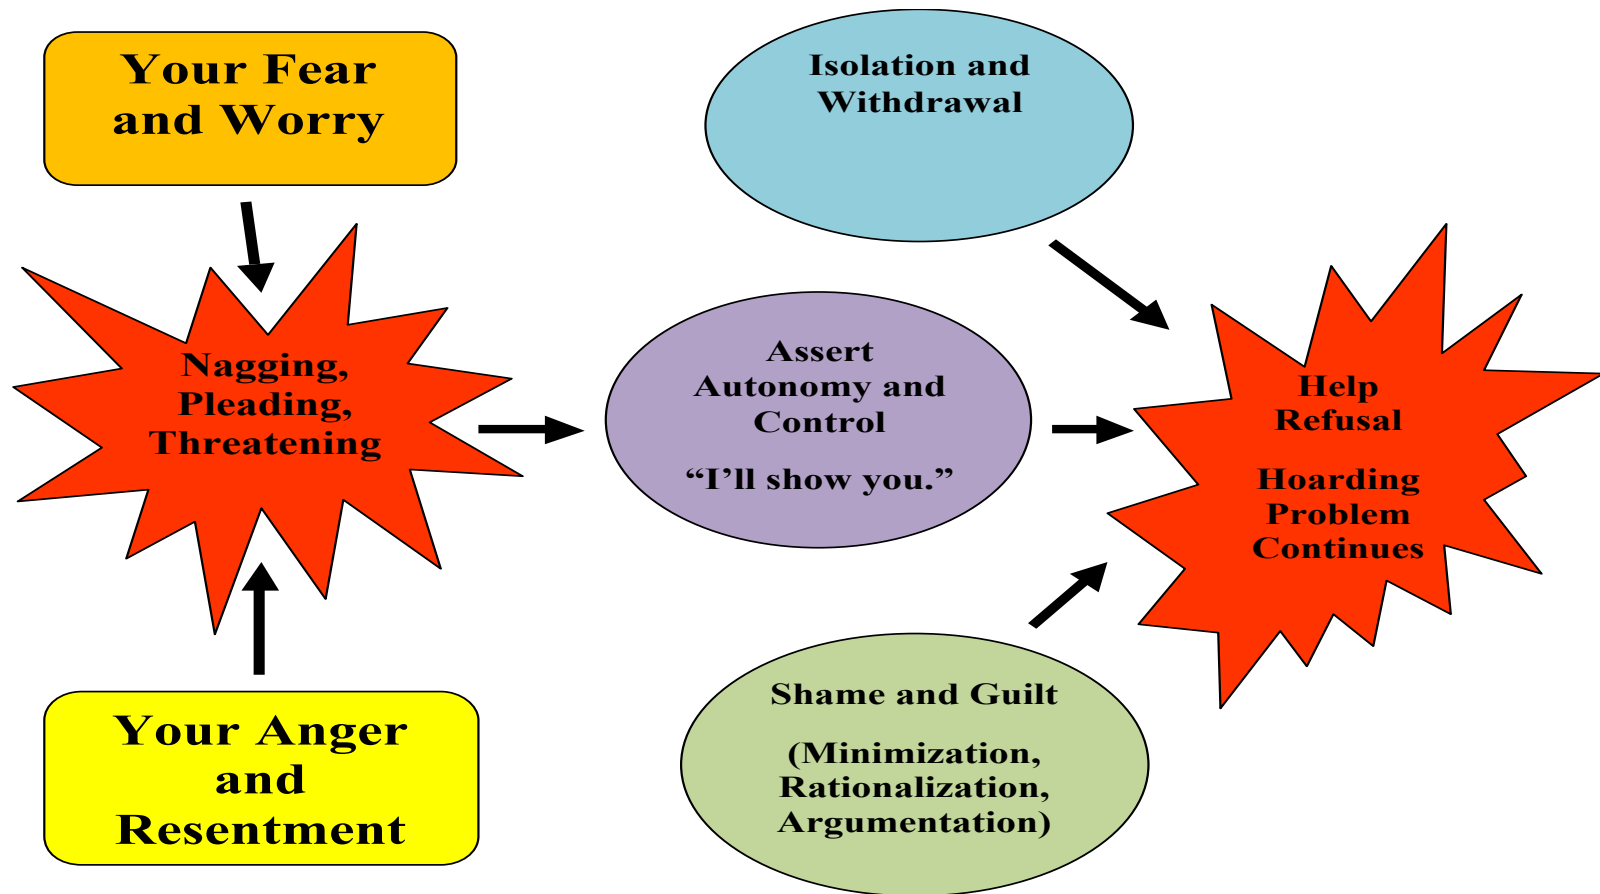 Your Fear
and Worry
Isolation and
Withdrawal
Nagging,
Pleading,
Threatening
Assert
Autonomy and
Control
“I’ll show you.”
Help
Refusal
Hoarding
Problem
Continues
Your Anger
and
Resentment
Shame and Guilt
(Minimization,
Rationalization,
Argumentation)